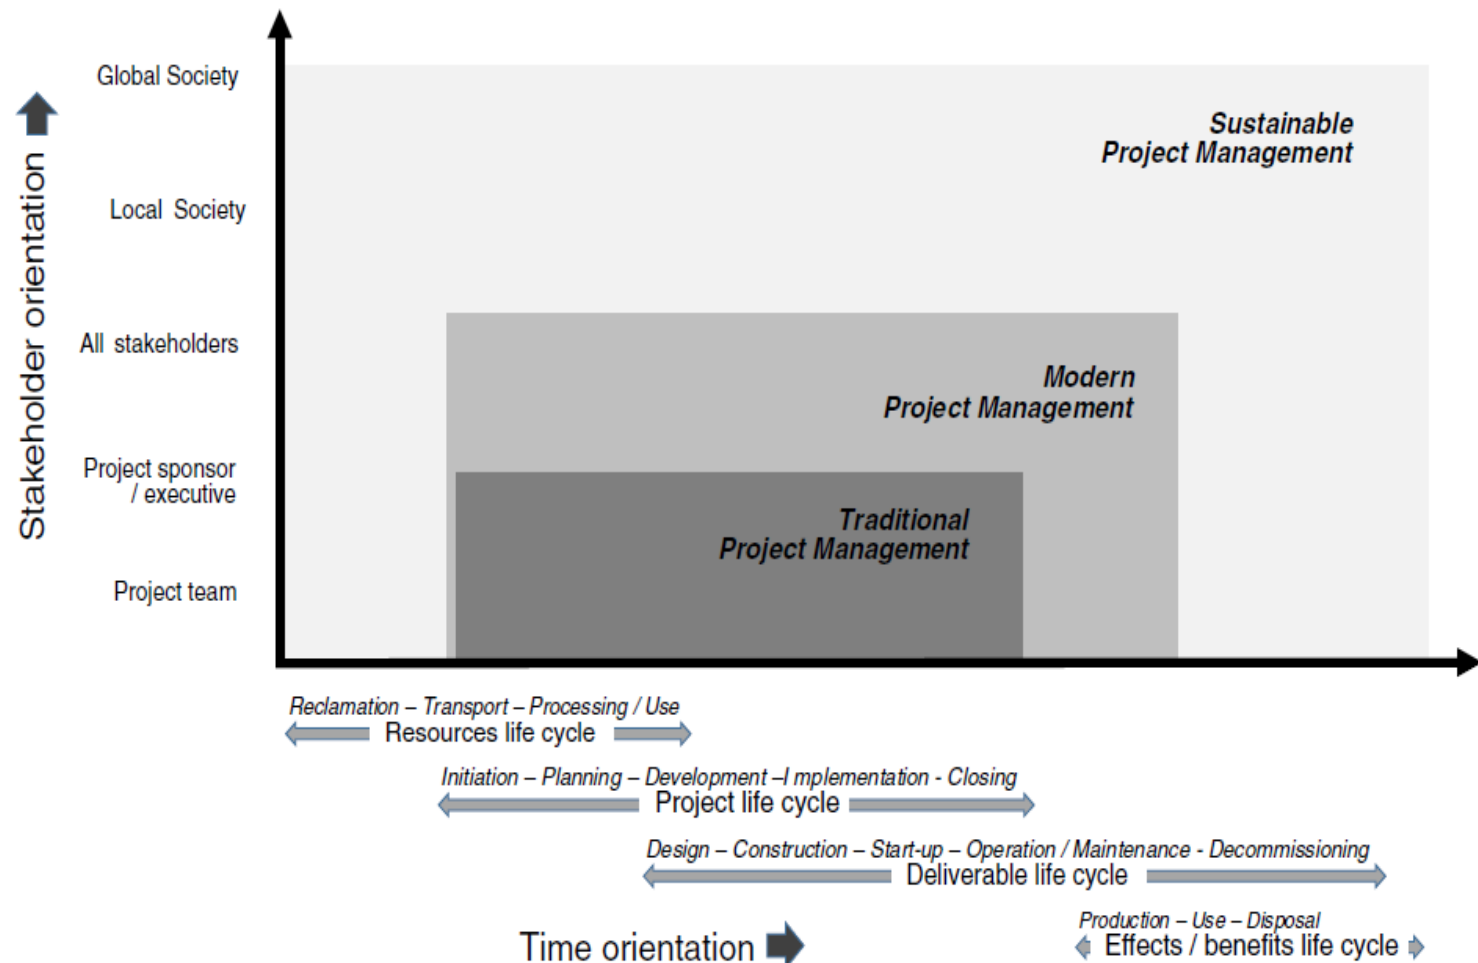 Global Society
Sustainable
Project Management
Local Society
Stakeholder orientation
All stakeholders
Modern
Project Management
Project sponsor
/ executive
Traditional
Project Management
Project team
Reclamation – Transport – Processing / Use
Resources life cycle
Initiation – Planning – Development –I mplementation - Closing
Project life cycle
Design – Construction – Start-up – Operation / Maintenance - Decommissioning
Deliverable life cycle
Production – Use – Disposal
Effects / benefits life cycle
Time orientation